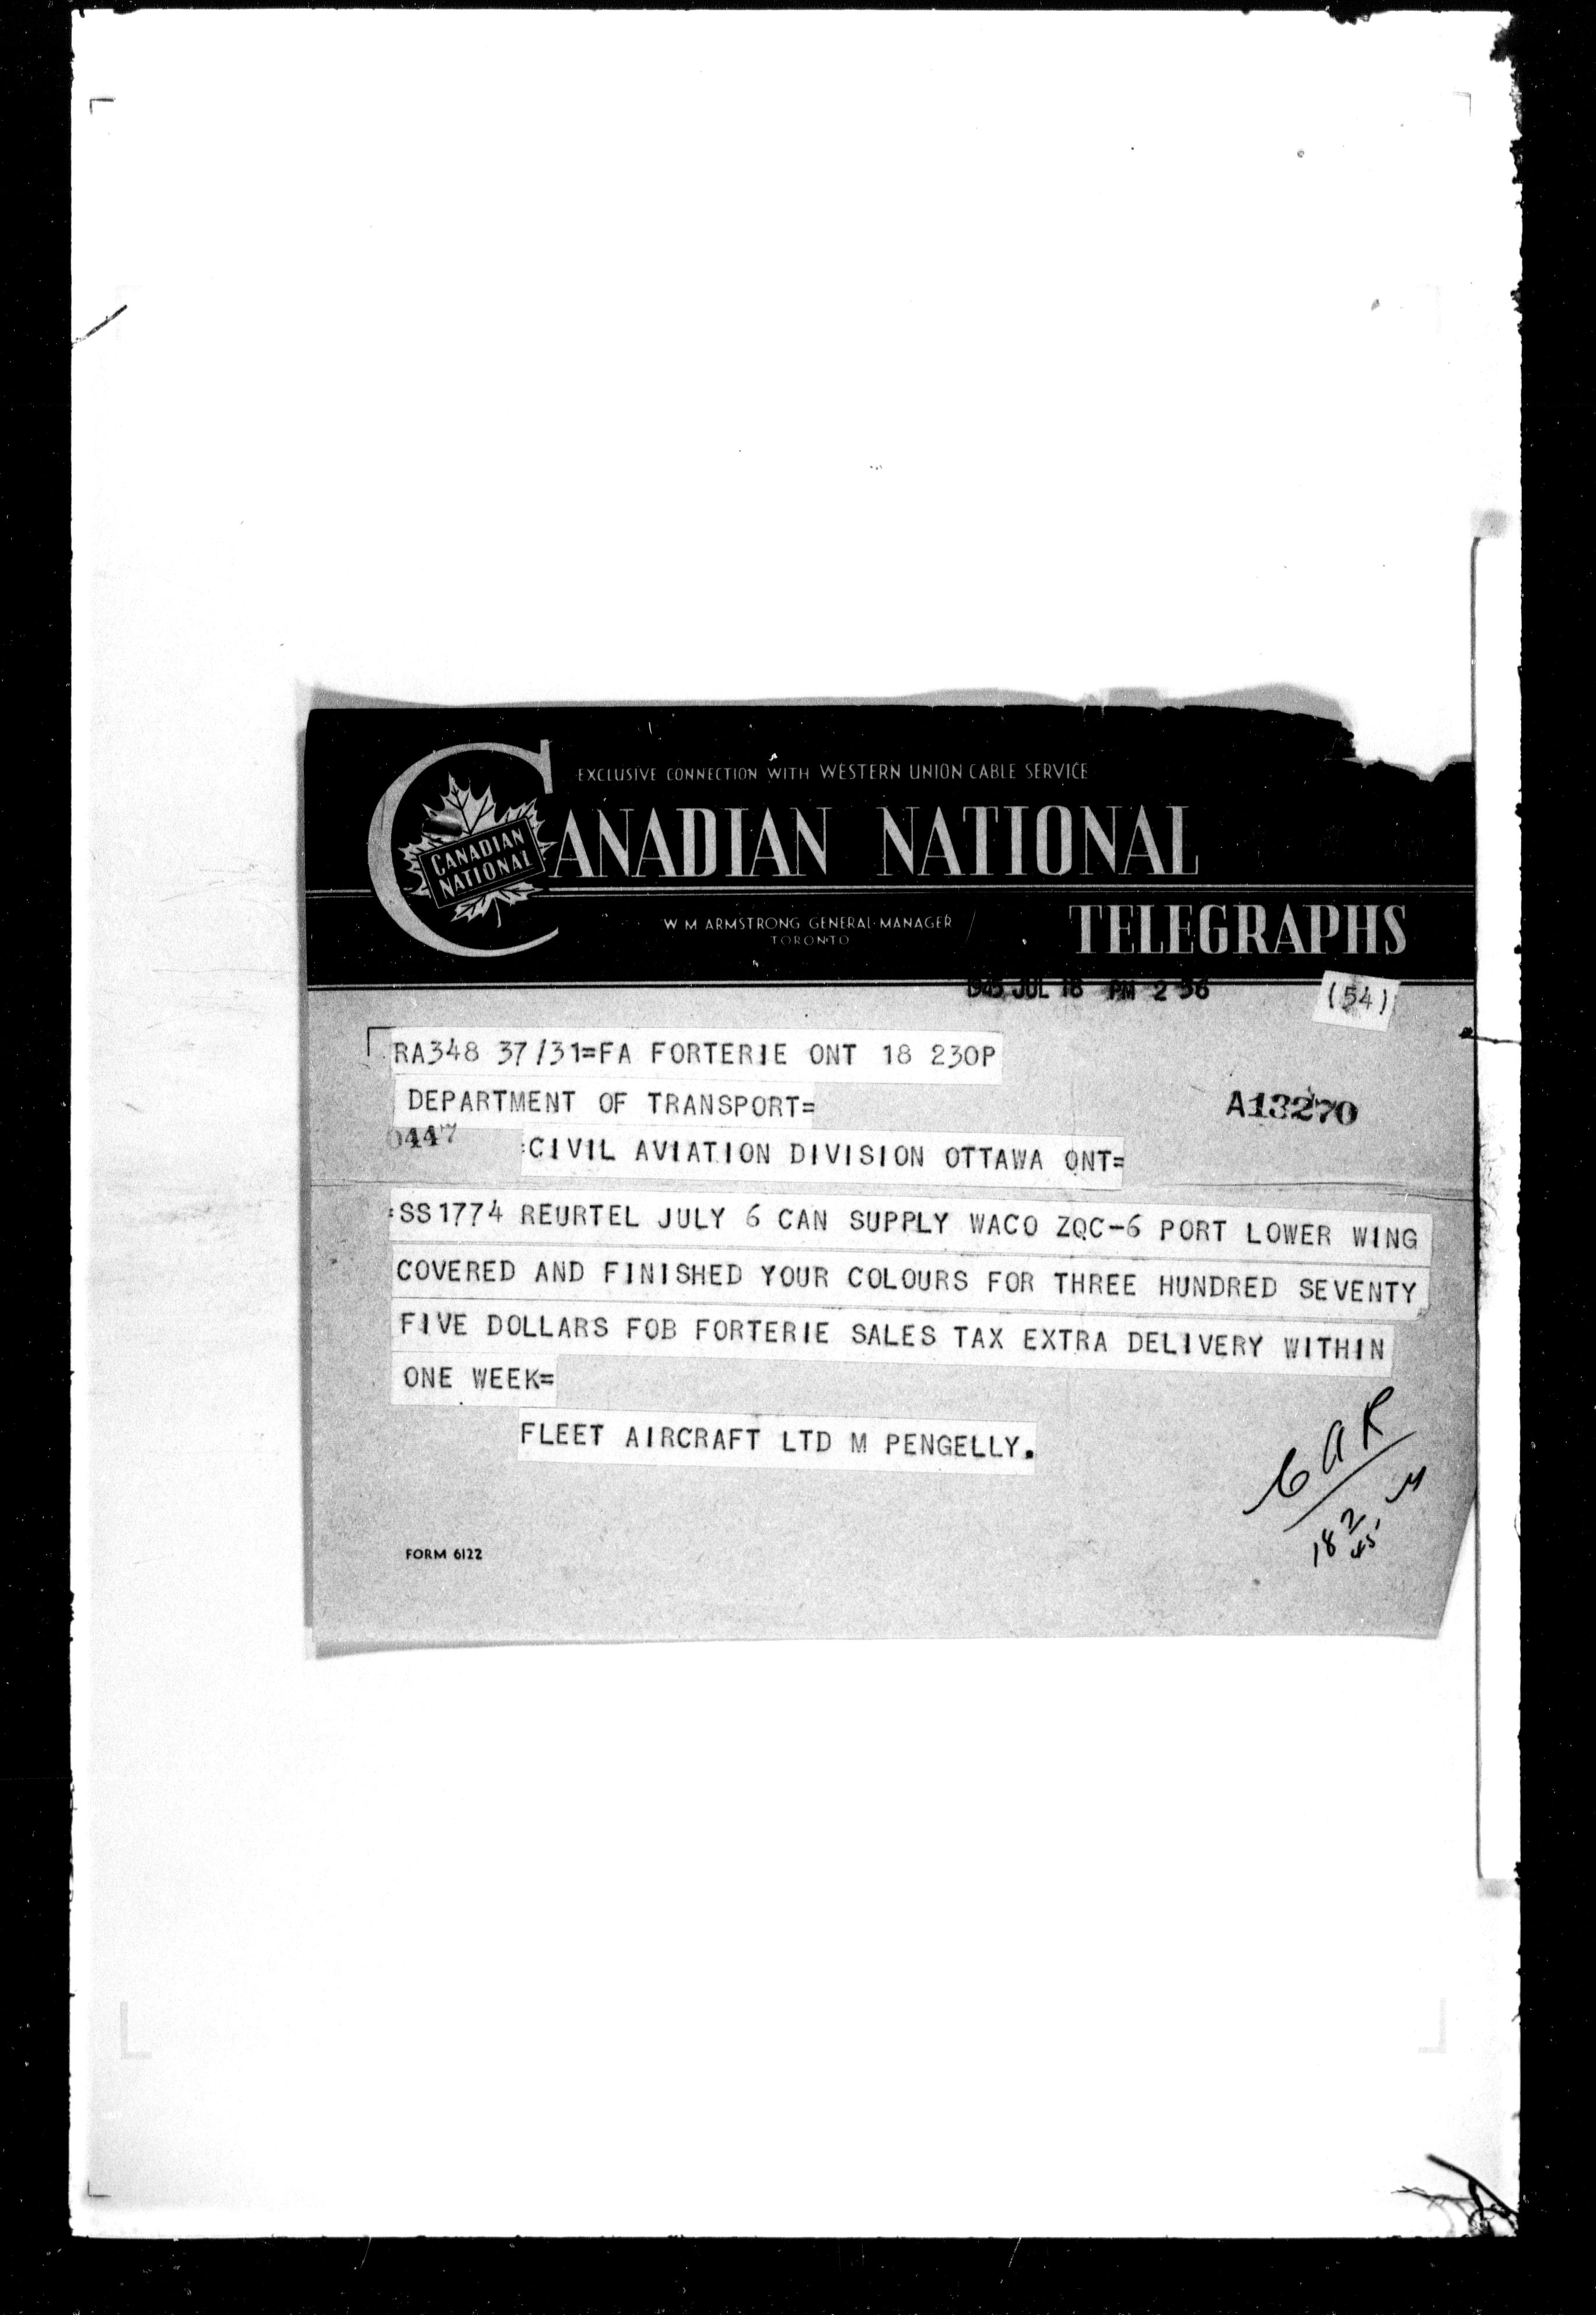 EXCLUSIVE CONNECTION WITH WESTERN UNION CABLE SERVICE
CANADIAN NATIONAL
CANADIAN
NATIONAL
TELEGRAPHS
W M ARMSTRONG GENERAL MANAGER
TORONTO
1945 JUL 18 PM 2 56
(54)
RA348 37/31=FA FORTERIE ONT 18 230P
DEPARTMENT OF TRANSPORT=
A13270
0447
=CIVIL AVIATION DIVISION OTTAWA ONT=
=SS1774 REURTEL JULY 6 CAN SUPPLY WACO ZQC-6 PORT LOWER WING
COVERED AND FINISHED YOUR COLOURS FOR THREE HUNDRED SEVENTY
FIVE DOLLARS FOB FORTERIE SALES TAX EXTRA DELIVERY WITHIN
ONE WEEK=
FLEET AIRCRAFT LTD M PENGELLY.
FORM 6122